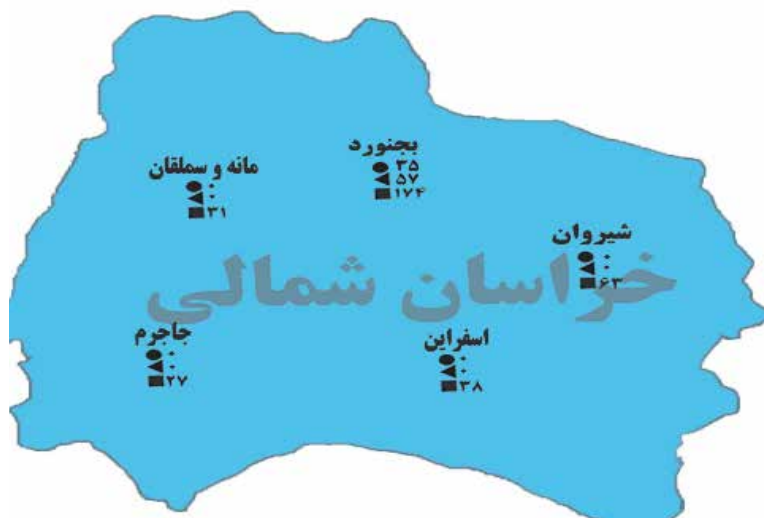 بجنورد
۳۵
۵۷
۱۷۴
مانه و سملقان
۰
۰
۳۱
شیروان
۰
۰
۶۳
خراسان شمالی
جاجرم
۰
۰
۲۷
اسفراین
۰
۰
۳۸